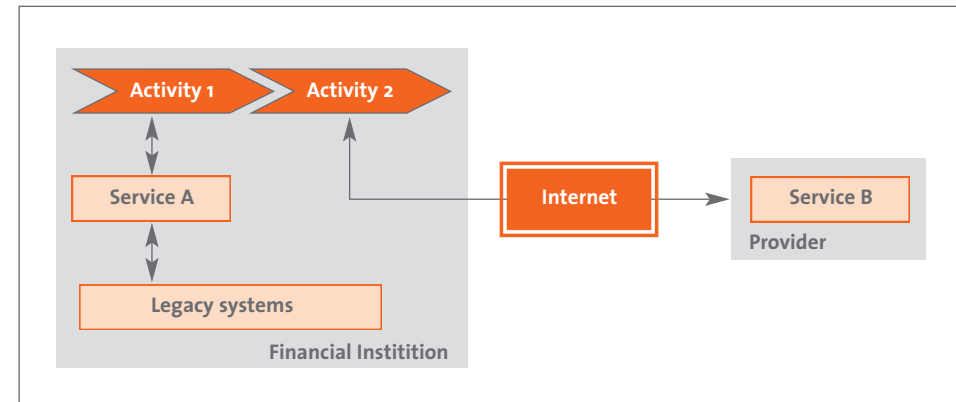 Activity 1
Activity 2
Service A
Internet
Service B
Provider
Legacy systems
Financial Institition